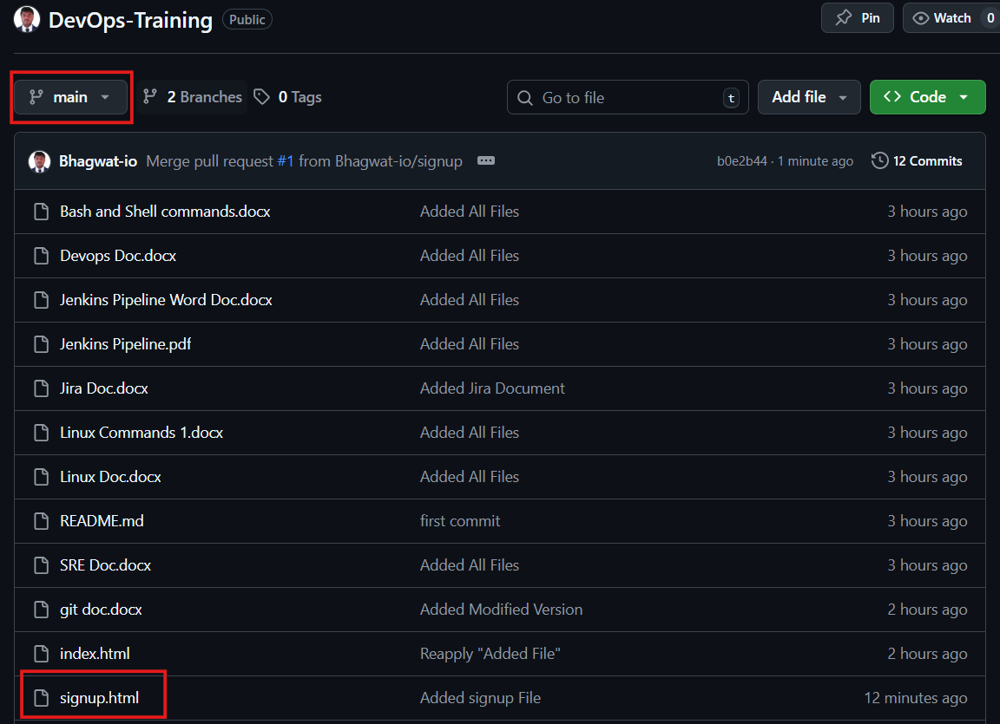 DevOps-Training Public Pin Watch 0
main 2 Branches 0 Tags Go to file t Add file Code
Bhagwat-io Merge pull request #1 from Bhagwat-io/signup b0e2b44 · 1 minute ago 12 Commits
Bash and Shell commands.docx Added All Files 3 hours ago
Devops Doc.docx Added All Files 3 hours ago
Jenkins Pipeline Word Doc.docx Added All Files 3 hours ago
Jenkins Pipeline.pdf Added All Files 3 hours ago
Jira Doc.docx Added Jira Document 3 hours ago
Linux Commands 1.docx Added All Files 3 hours ago
Linux Doc.docx Added All Files 3 hours ago
README.md first commit 3 hours ago
SRE Doc.docx Added All Files 3 hours ago
git doc.docx Added Modified Version 2 hours ago
index.html Reapply "Added File" 2 hours ago
signup.html Added signup File 12 minutes ago